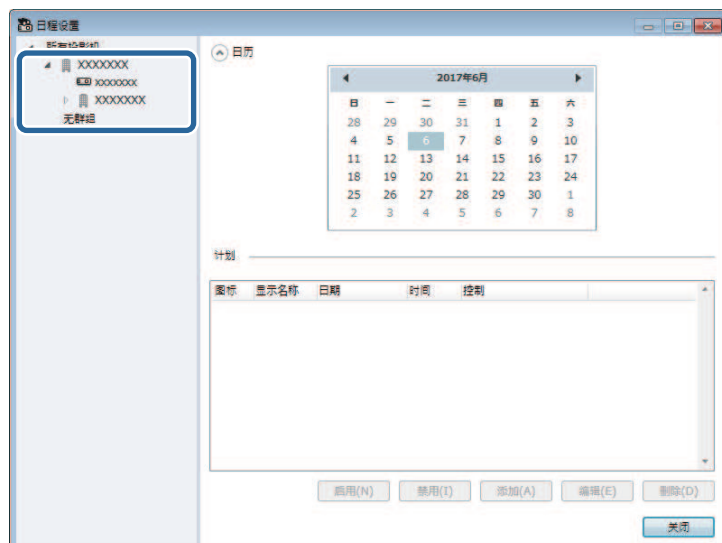 日程设置
所有投影机
XXXXXXX
XXXXXXX
XXXXXXX
无群组
日历
2017年6月
日 一 二 三 四 五 六
28 29 30 31 1 2 3
4 5 6 7 8 9 10
11 12 13 14 15 16 17
18 19 20 21 22 23 24
25 26 27 28 29 30 1
2 3 4 5 6 7 8
计划
图标 显示名称 日期 时间 控制
启用(N) 禁用(I) 添加(A) 编辑(E) 删除(D)
关闭